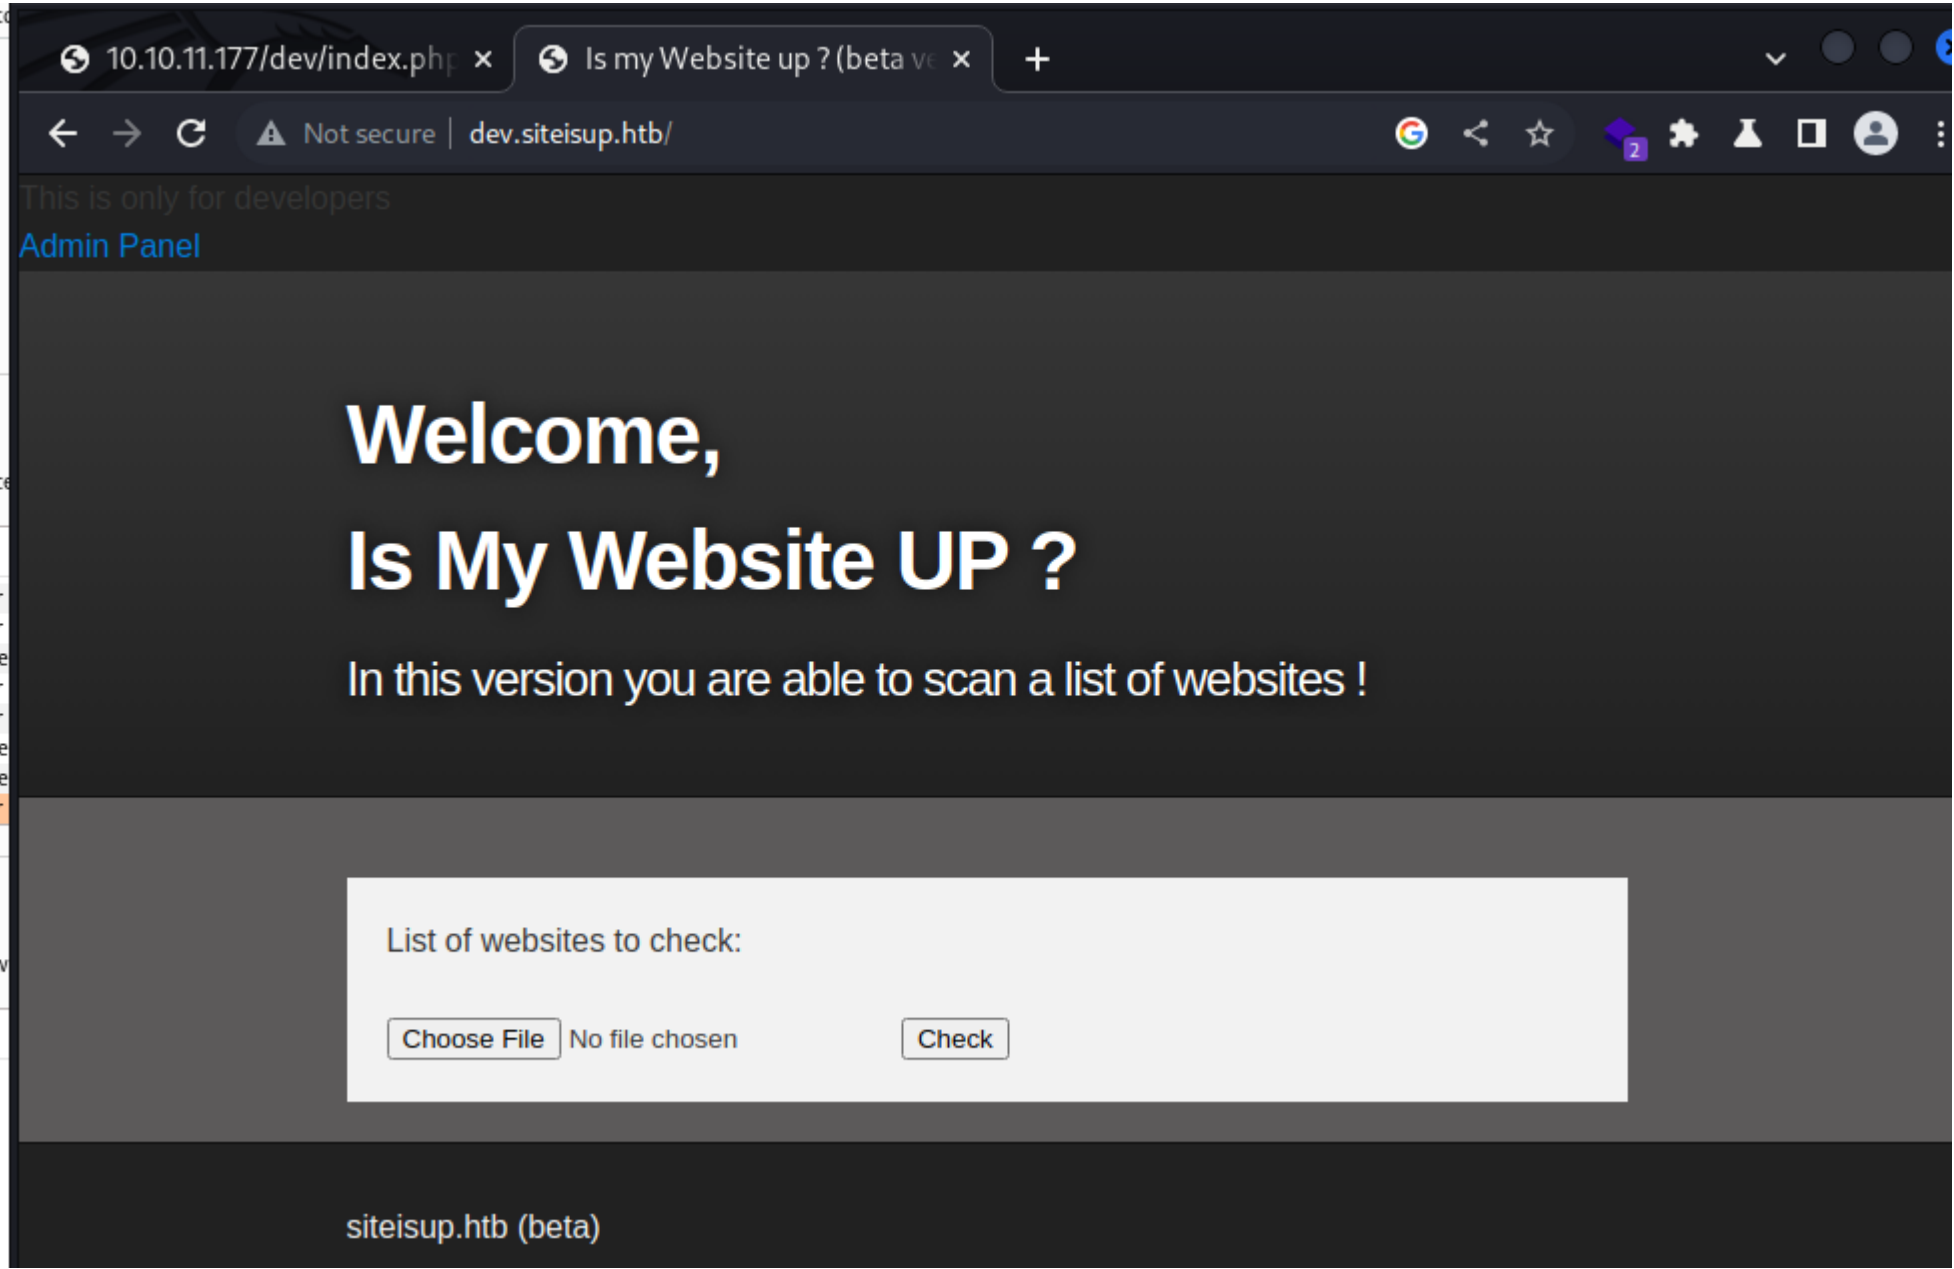 10.10.11.177/dev/index.php
Is my Website up ? (beta ve
Not secure
dev.siteisup.htb/
2
This is only for developers
Admin Panel
Welcome,
Is My Website UP ?
In this version you are able to scan a list of websites !
List of websites to check:
Choose File No file chosen Check
siteisup.htb (beta)